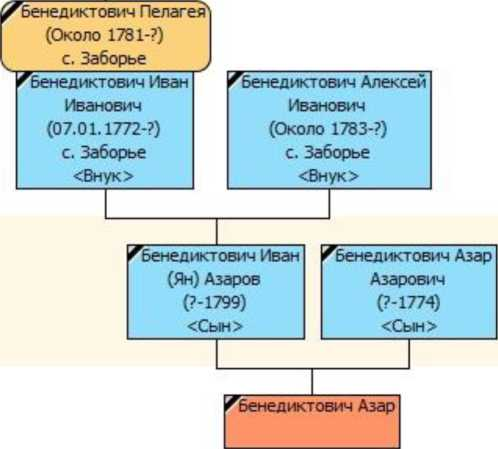 Бенедиктович Пелагея
(Около 1781-?)
с. Заборье
Бенедиктович Иван
Иванович
(07.01.1772-?)
с. Заборье
<Внук>
Бенедиктович Алексей
Иванович
(Около 1783-?)
с. Заборье
<Внук>
Бенедиктович Иван
(Ян) Азаров
(?-1799)
<Сын>
Бенедиктович Азар
Азарович
(?-1774)
<Сын>
Бенедиктович Азар